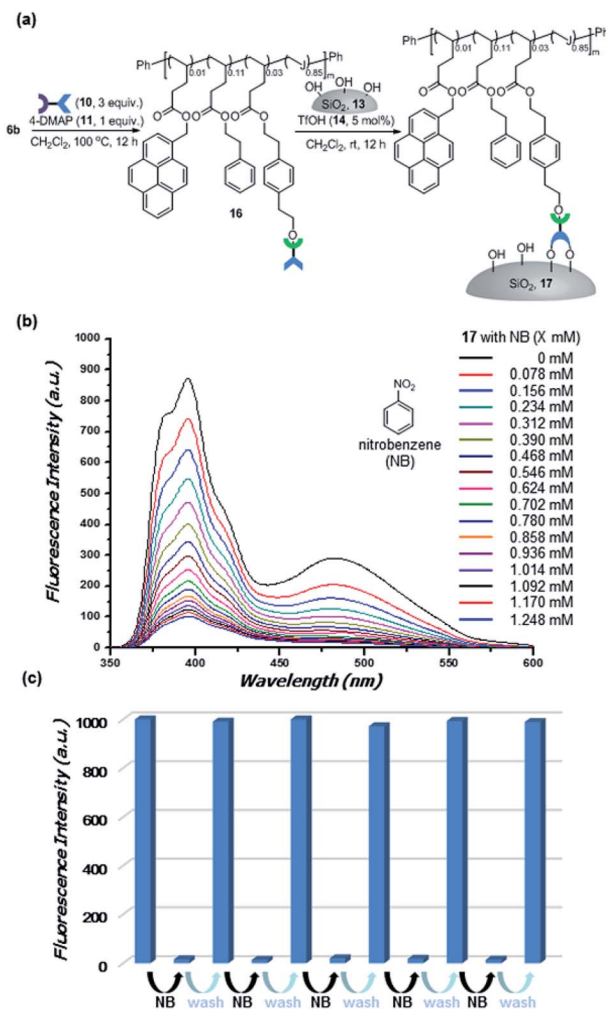 (a)
Ph 0.01 0.11 0.03 0.85 m Ph
(10, 3 equiv.)
4-DMAP (11, 1 equiv.)
6b
CH₂Cl₂, 100 °C, 12 h
O O O O O O
16
O
OH OH OH
SiO₂, 13
TfOH (14, 5 mol%)
CH₂Cl₂, rt, 12 h
Ph 0.01 0.11 0.03 0.85 m Ph
O O O O O O
O
OH OH O O
SiO₂, 17
(b)
Fluorescence Intensity (a.u.)
1000
900
800
700
600
500
400
300
200
100
0
350 400 450 500 550 600
Wavelength (nm)
NO₂
nitrobenzene
(NB)
17 with NB (X mM)
0 mM
0.078 mM
0.156 mM
0.234 mM
0.312 mM
0.390 mM
0.468 mM
0.546 mM
0.624 mM
0.702 mM
0.780 mM
0.858 mM
0.936 mM
1.014 mM
1.092 mM
1.170 mM
1.248 mM
(c)
Fluorescence Intensity (a.u.)
1000
800
600
400
200
0
NB wash NB wash NB wash NB wash NB wash